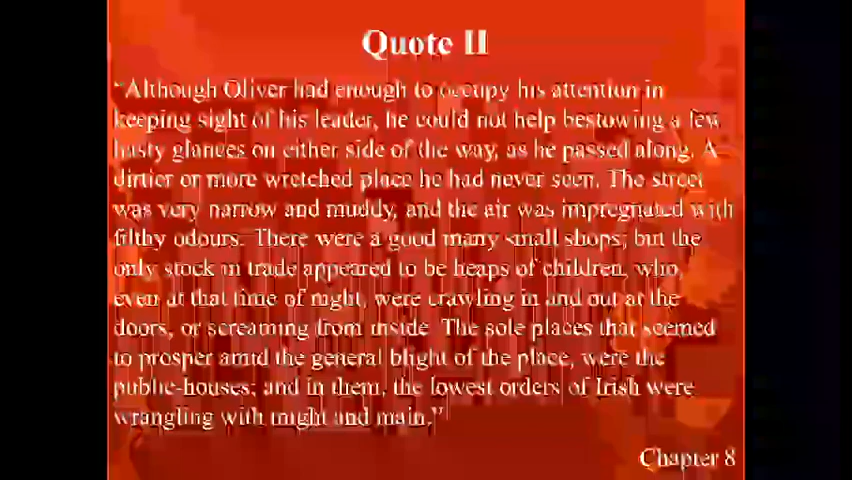 Quote II
"Although Oliver had enough to occupy his attention in
keeping sight of his leader, he could not help bestowing a few
hasty glances on either side of the way, as he passed along. A
dirtier or more wretched place he had never seen. The street
was very narrow and muddy, and the air was impregnated with
filthy odours. There were a good many small shops; but the
only stock in trade appeared to be heaps of children, who,
even at that time of night, were crawling in and out at the
doors, or screaming from inside. The sole places that seemed
to prosper amid the general blight of the place, were the
public-houses; and in them, the lowest orders of Irish were
wrangling with might and main."
Chapter 8